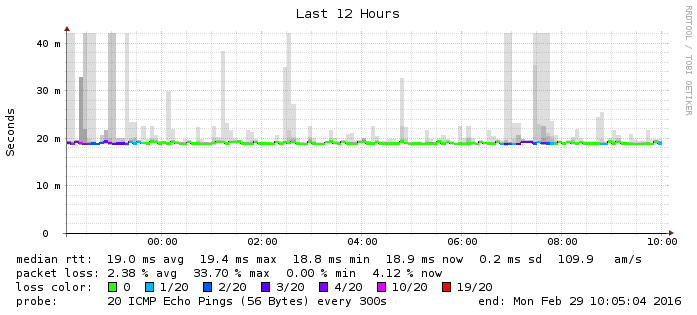 Last 12 Hours
RRDTOOL / TOBI OETIKER
Seconds
40 m
30 m
20 m
10 m
0
00:00 02:00 04:00 06:00 08:00 10:00
median rtt: 19.0 ms avg 19.4 ms max 18.8 ms min 18.9 ms now 0.2 ms sd 109.9 am/s
packet loss: 2.38 % avg 33.70 % max 0.00 % min 4.12 % now
loss color: 0 1/20 2/20 3/20 4/20 10/20 19/20
probe: 20 ICMP Echo Pings (56 Bytes) every 300s end: Mon Feb 29 10:05:04 2016